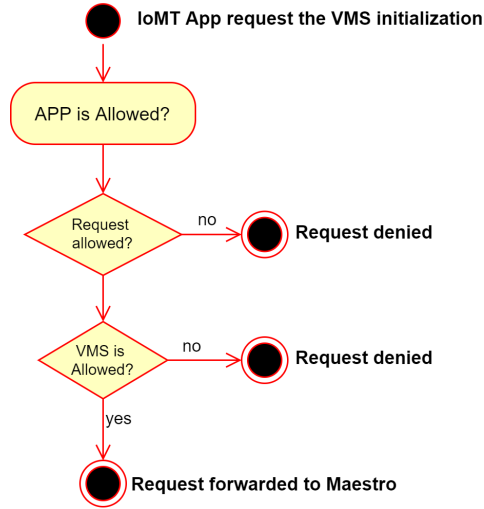 IoMT App request the VMS initialization
APP is Allowed?
Request
allowed?
no
Request denied
VMS is
Allowed?
no
Request denied
yes
Request forwarded to Maestro